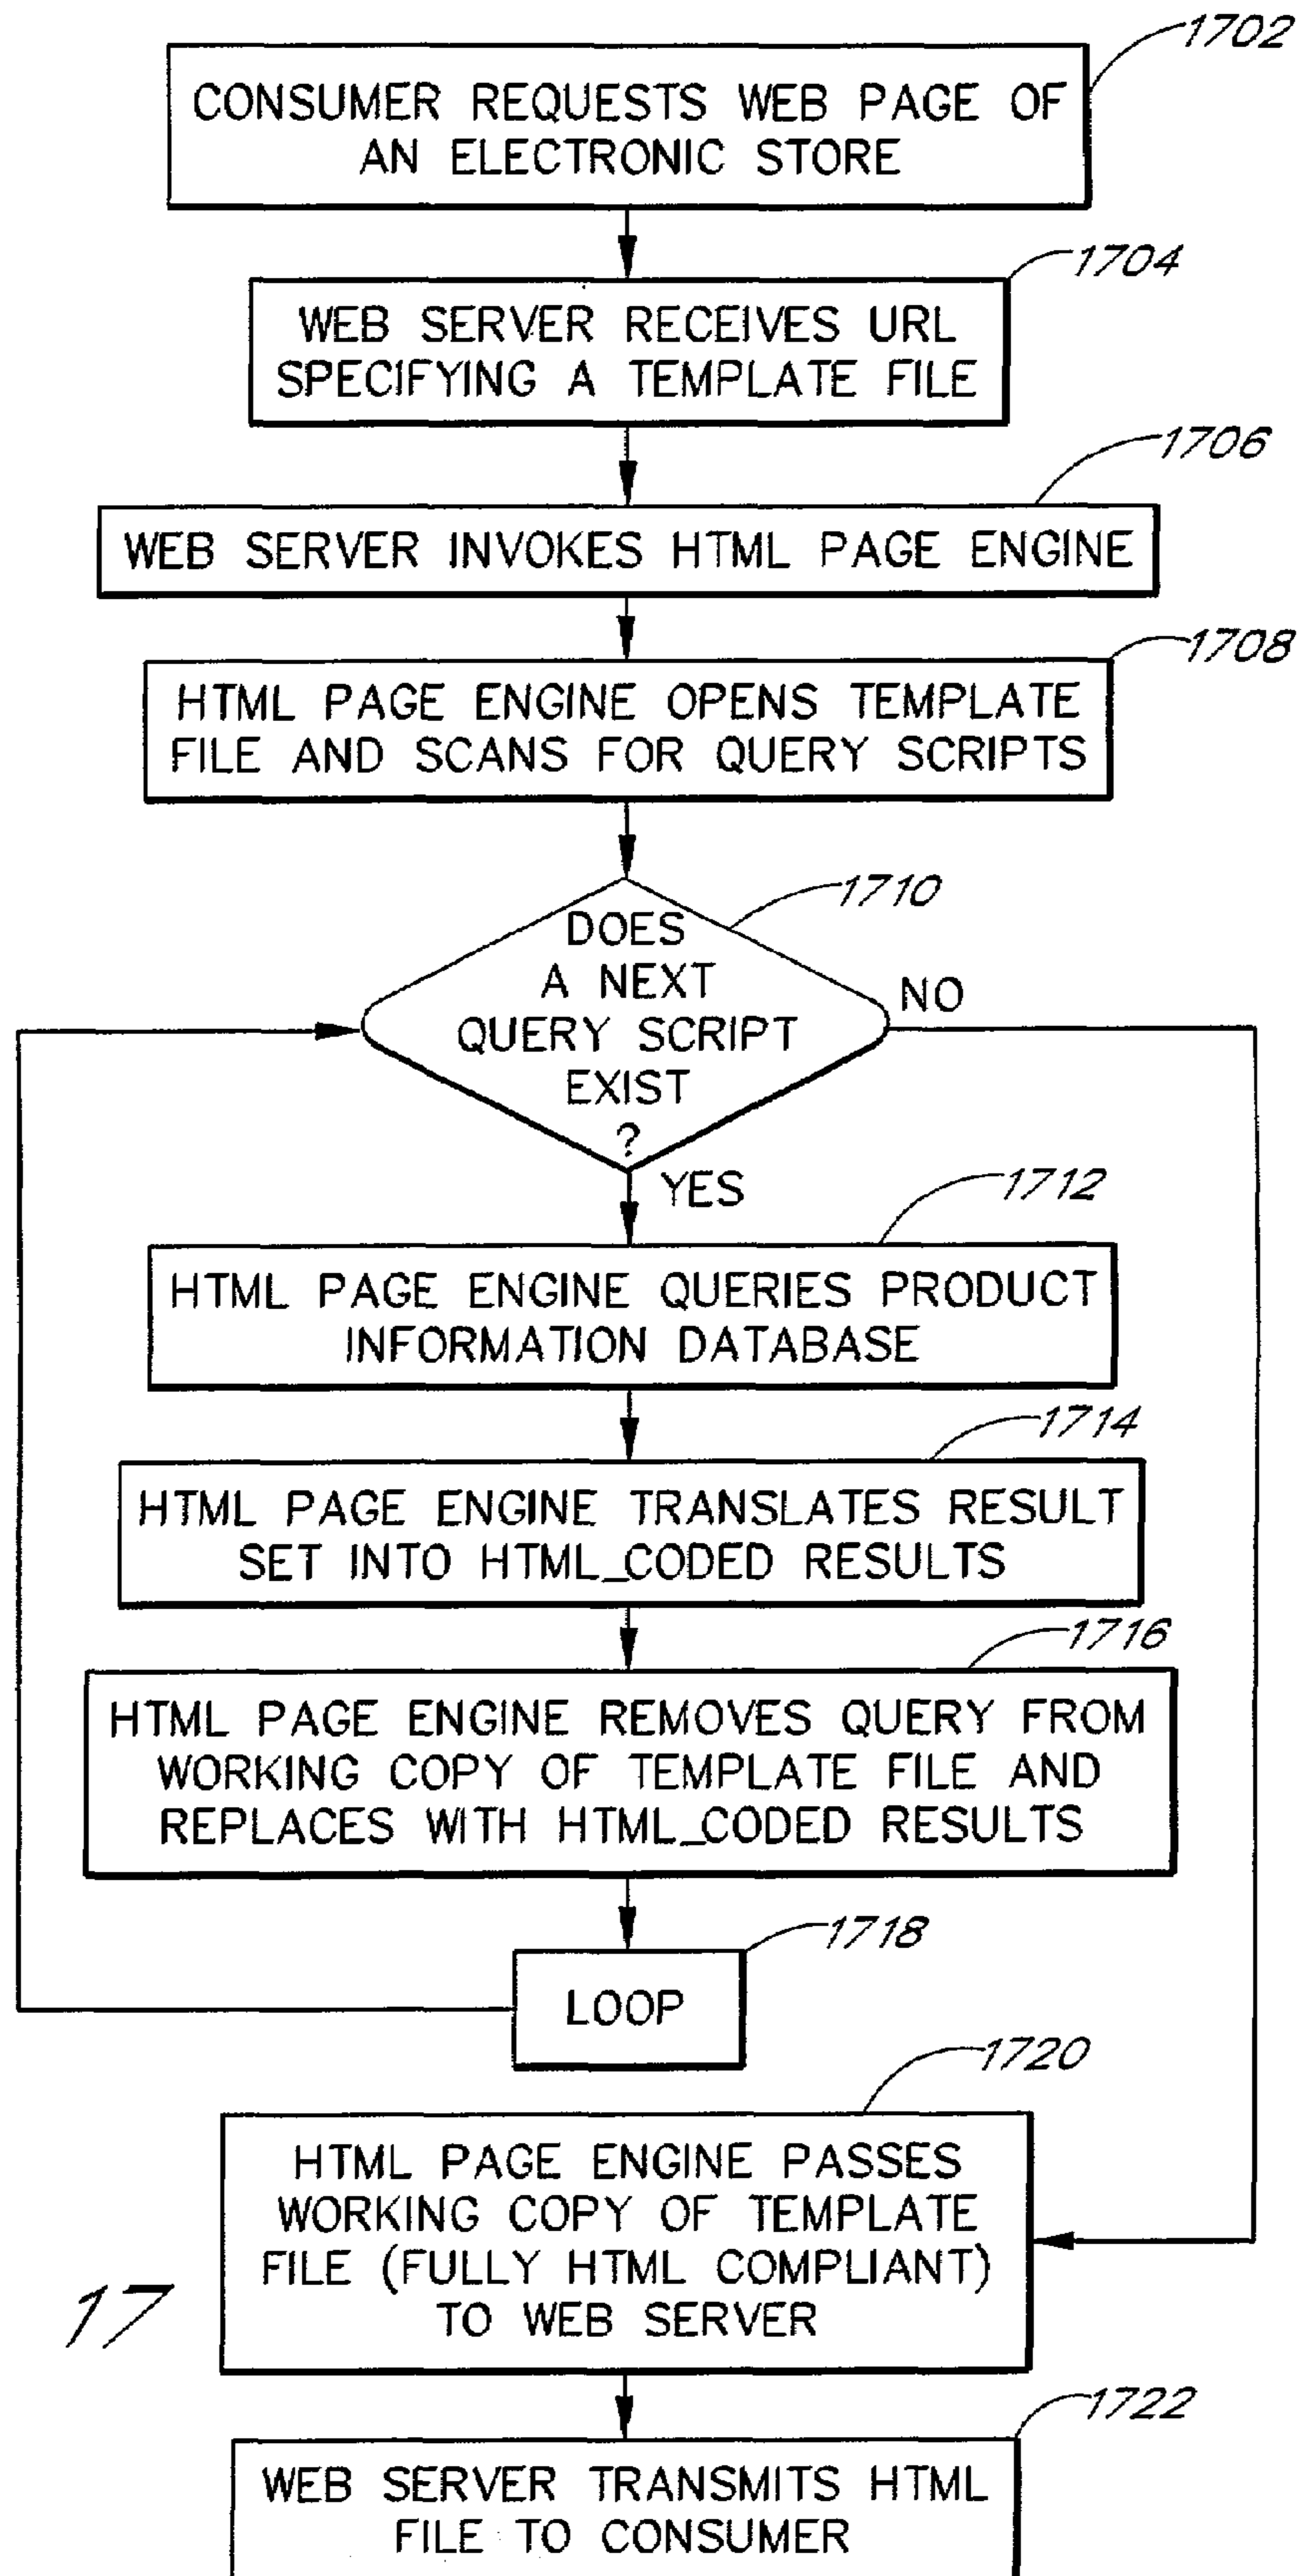 1702
CONSUMER REQUESTS WEB PAGE OF
AN ELECTRONIC STORE
1704
WEB SERVER RECEIVES URL
SPECIFYING A TEMPLATE FILE
1706
WEB SERVER INVOKES HTML PAGE ENGINE
1708
HTML PAGE ENGINE OPENS TEMPLATE
FILE AND SCANS FOR QUERY SCRIPTS
1710
DOES
A NEXT
QUERY SCRIPT
EXIST
?
NO
YES
1712
HTML PAGE ENGINE QUERIES PRODUCT
INFORMATION DATABASE
1714
HTML PAGE ENGINE TRANSLATES RESULT
SET INTO HTML_CODED RESULTS
1716
HTML PAGE ENGINE REMOVES QUERY FROM
WORKING COPY OF TEMPLATE FILE AND
REPLACES WITH HTML_CODED RESULTS
1718
LOOP
1720
HTML PAGE ENGINE PASSES
WORKING COPY OF TEMPLATE
FILE (FULLY HTML COMPLIANT)
TO WEB SERVER
17
1722
WEB SERVER TRANSMITS HTML
FILE TO CONSUMER